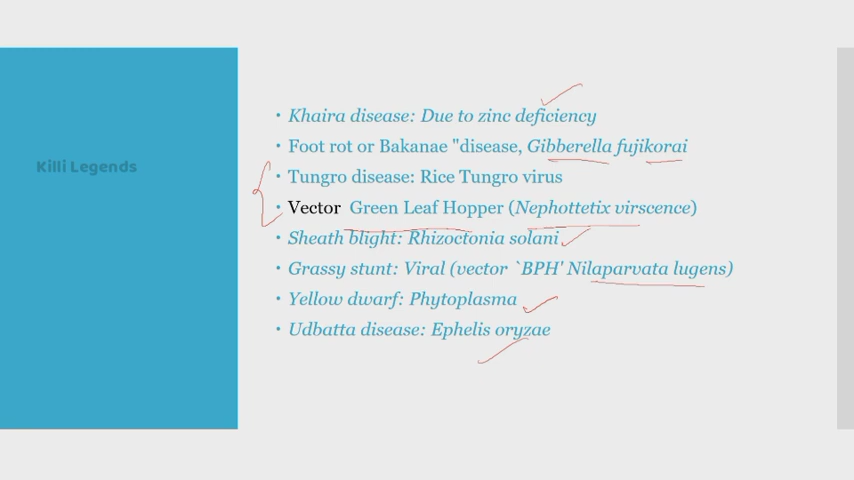 Killi Legends
• Khaira disease: Due to zinc deficiency
• Foot rot or Bakanae "disease, Gibberella fujikorai
• Tungro disease: Rice Tungro virus
• Vector Green Leaf Hopper (Nephottetix virscence)
• Sheath blight: Rhizoctonia solani
• Grassy stunt: Viral (vector `BPH' Nilaparvata lugens)
• Yellow dwarf: Phytoplasma
• Udbatta disease: Ephelis oryzae